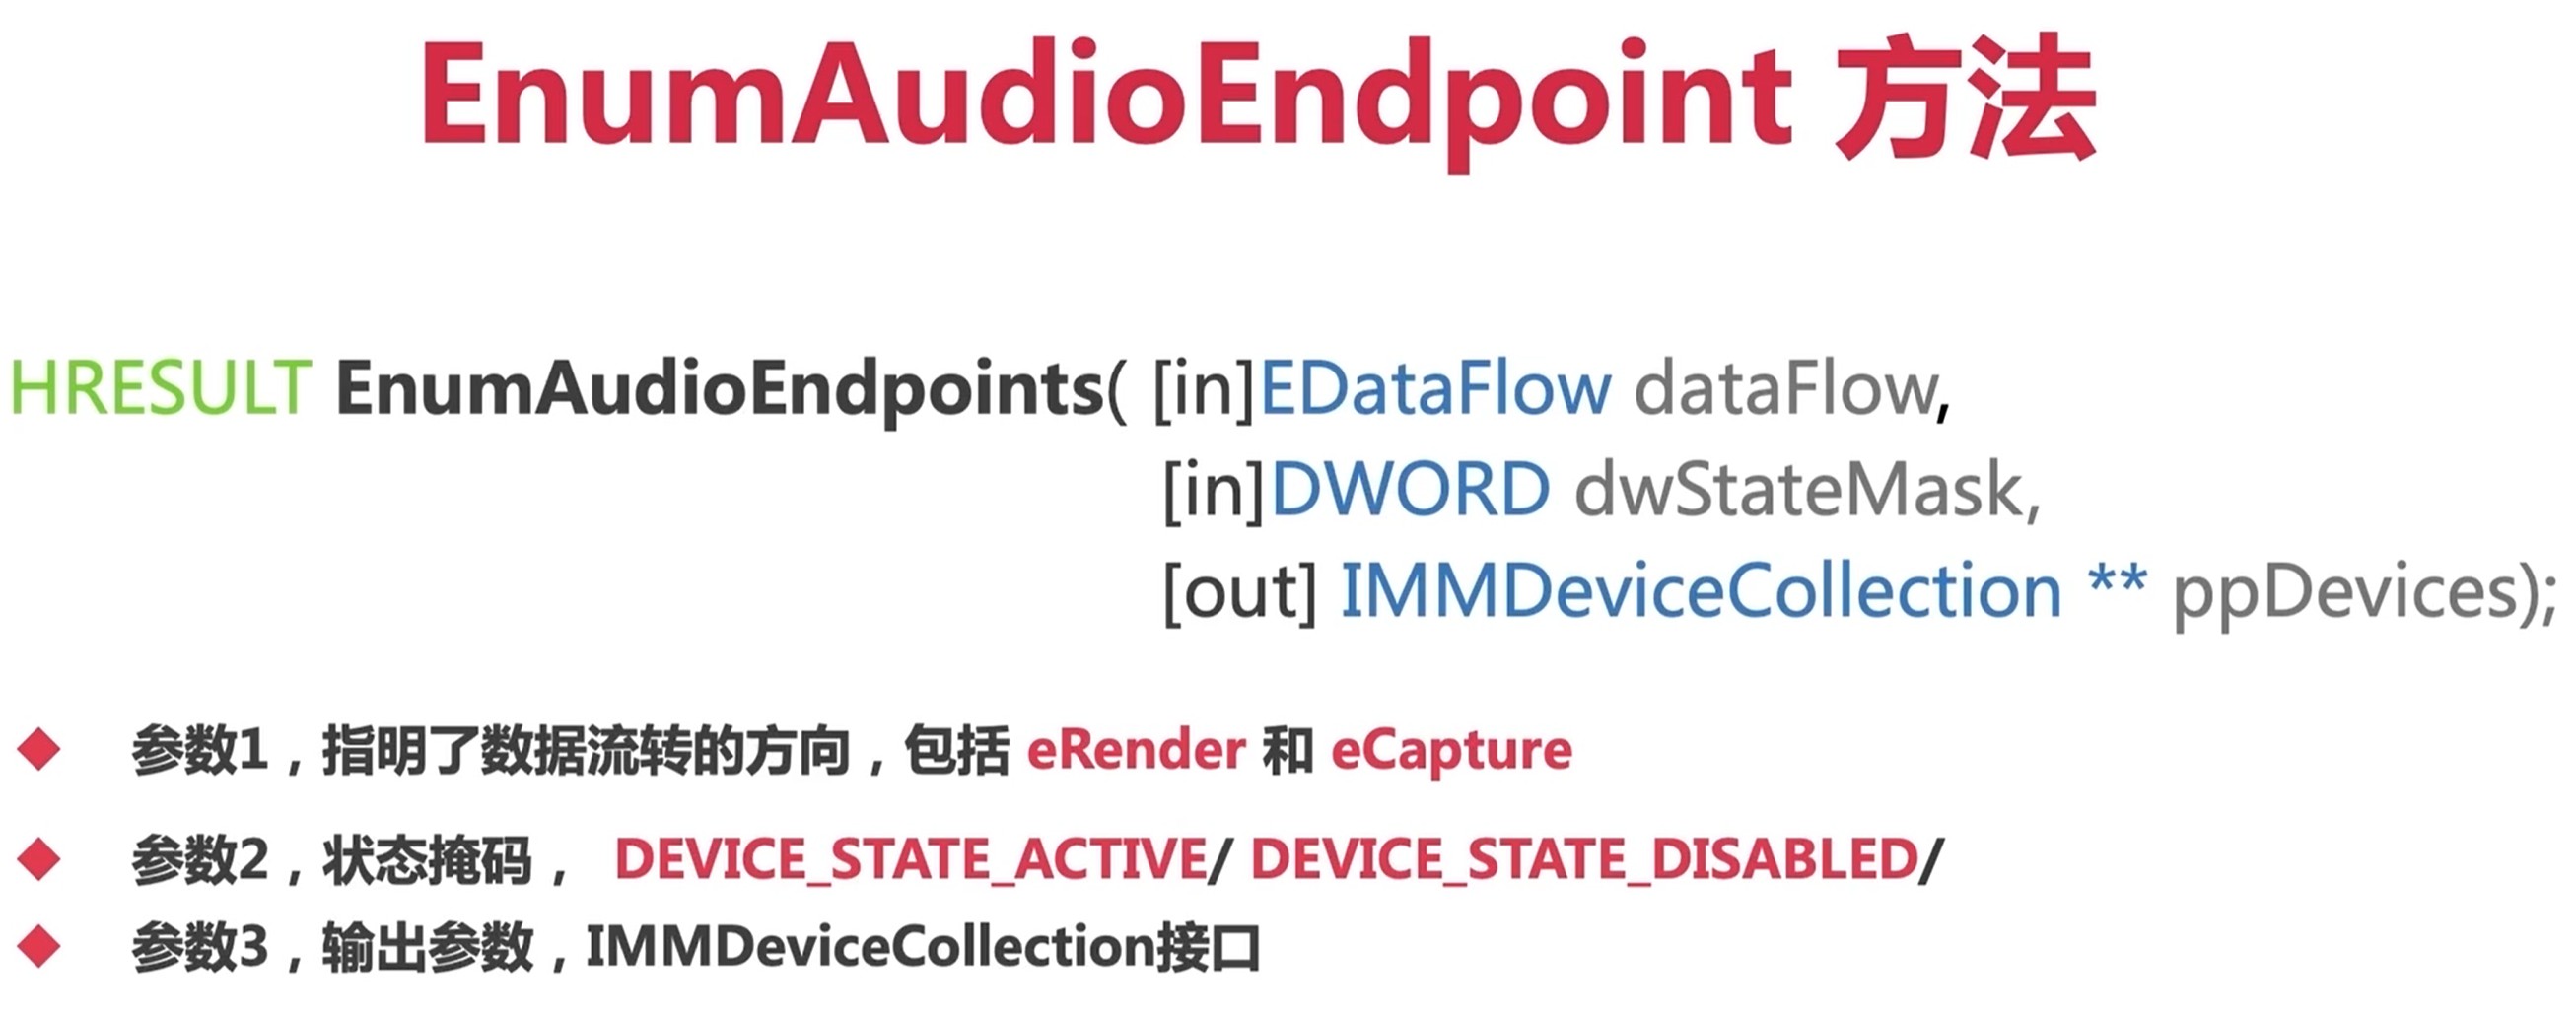 EnumAudioEndpoint 方法
HRESULT EnumAudioEndpoints( [in]EDataFlow dataFlow,
[in]DWORD dwStateMask,
[out] IMMDeviceCollection ** ppDevices);
参数1，指明了数据流转的方向，包括 eRender 和 eCapture
参数2，状态掩码， DEVICE_STATE_ACTIVE/ DEVICE_STATE_DISABLED/
参数3，输出参数，IMMDeviceCollection接口